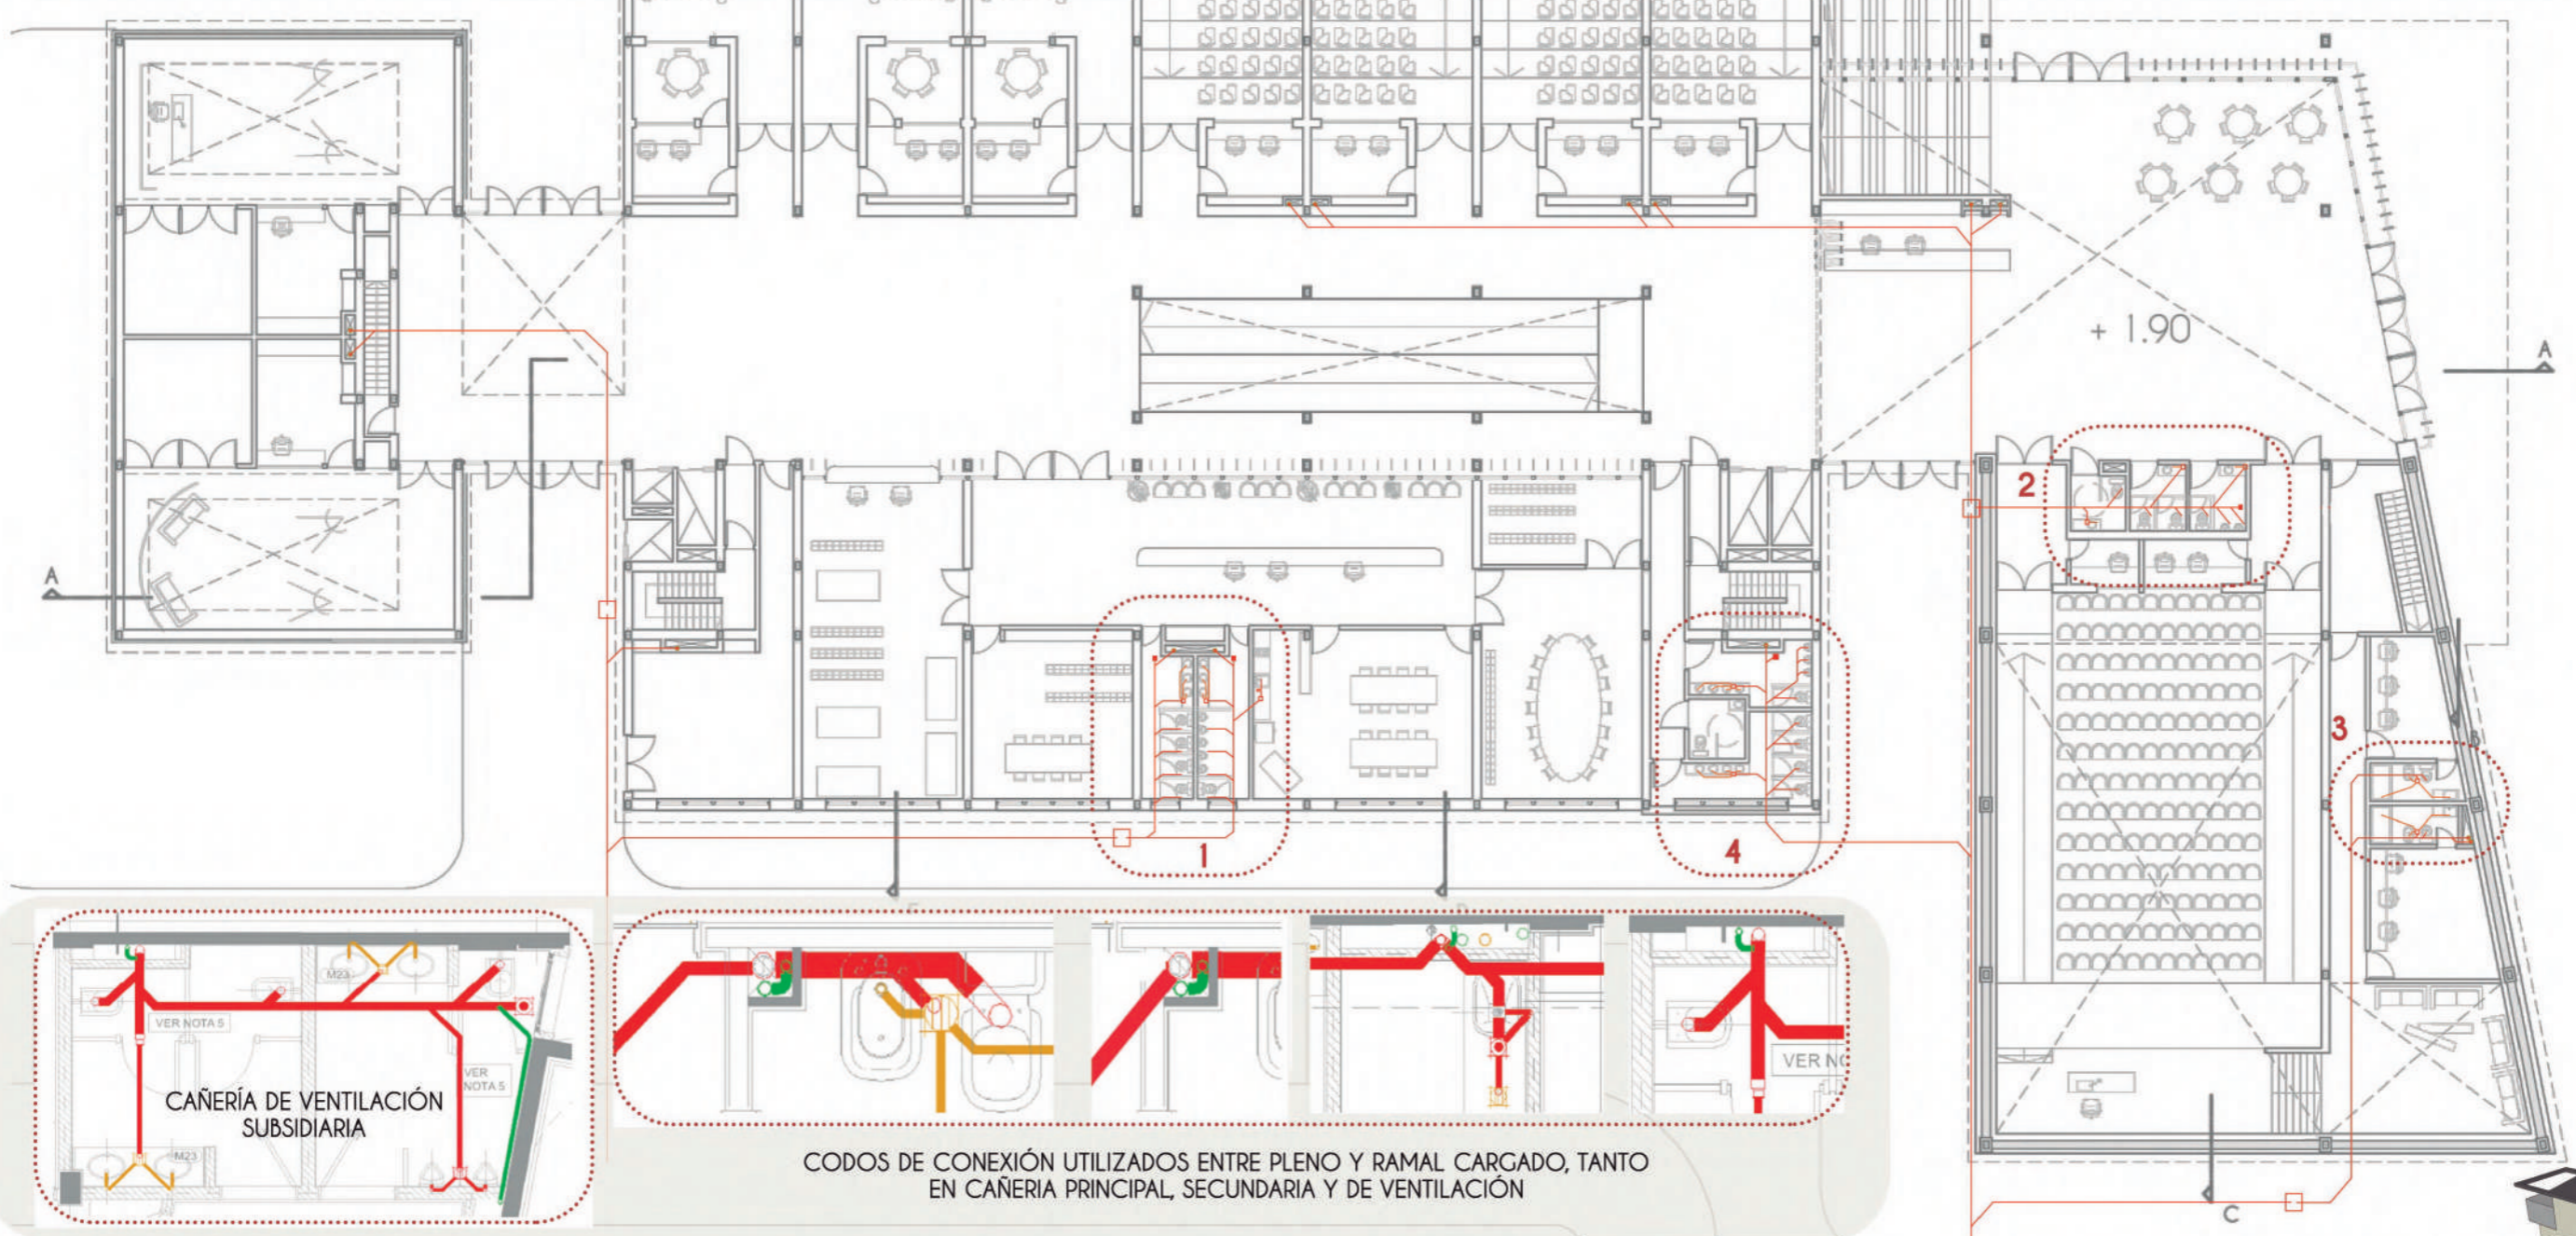 + 1.90
A
A
2
3
1
4
M23
VER NOTA 5
VER
NOTA 5
M23
CAÑERÍA DE VENTILACIÓN
SUBSIDIARIA
CODOS DE CONEXIÓN UTILIZADOS ENTRE PLENO Y RAMAL CARGADO, TANTO
EN CAÑERIA PRINCIPAL, SECUNDARIA Y DE VENTILACIÓN
C